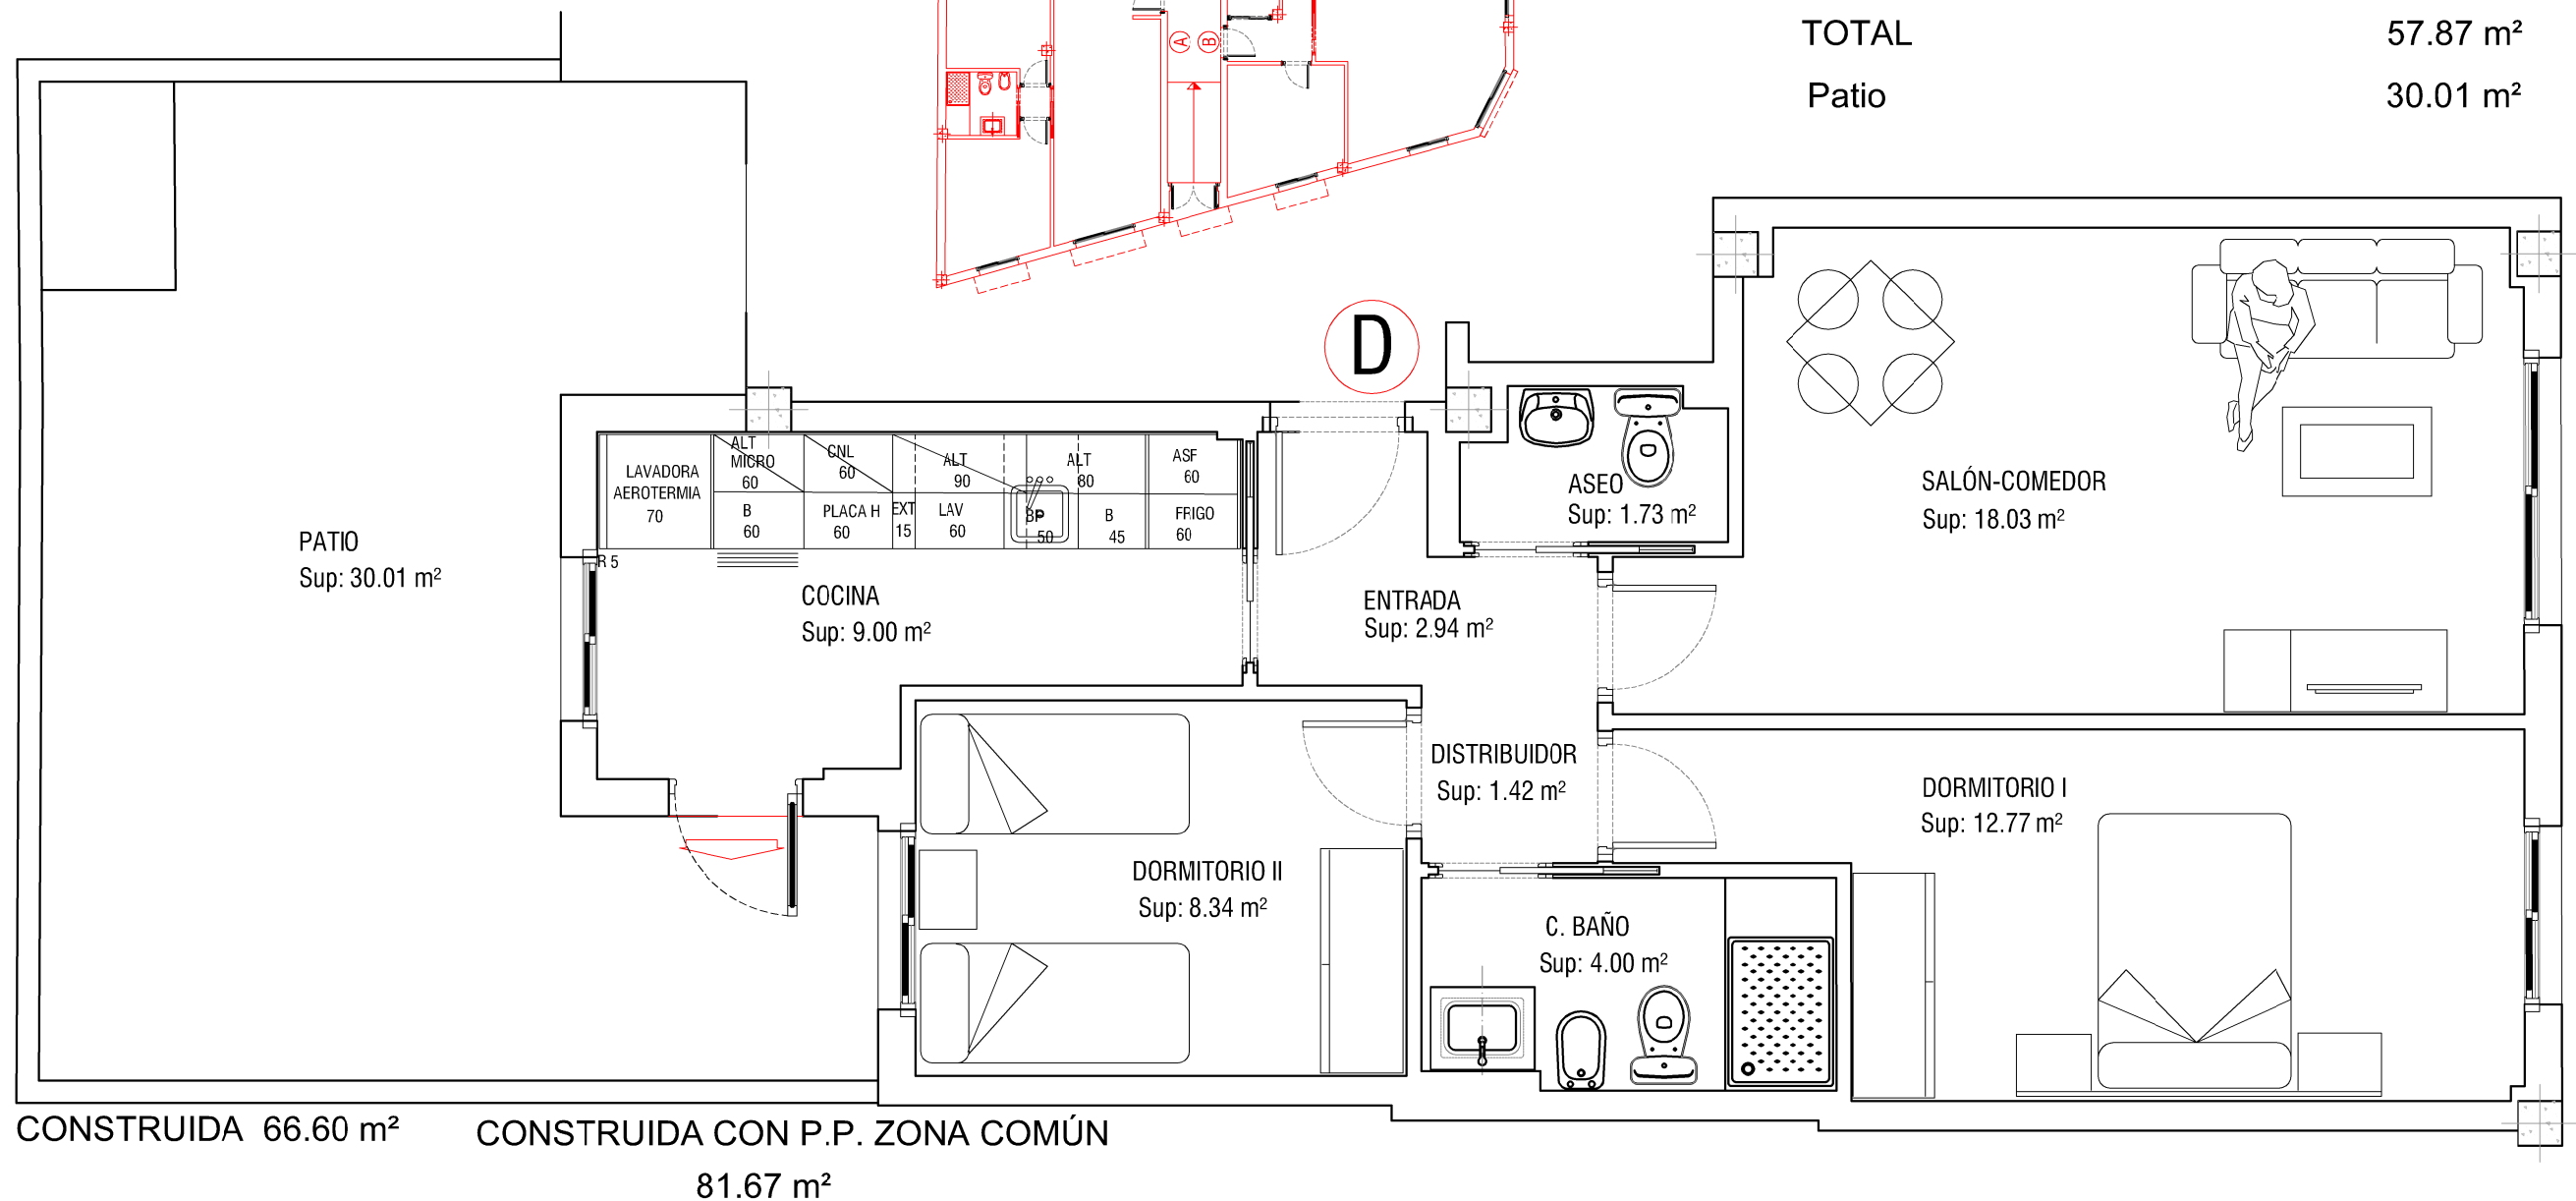 TOTAL 57.87 m²
Patio 30.01 m²
A B
D
PATIO
Sup: 30.01 m²
LAVADORA
AEROTERMIA
70
ALT
MICRO
60
B
60
CNL
60
PLACA H
60
EXT
15
ALT
90
LAV
60
ALT
80
BP
50
B
45
ASF
60
FRIGO
60
R 5
COCINA
Sup: 9.00 m²
ENTRADA
Sup: 2.94 m²
ASEO
Sup: 1.73 m²
SALÓN-COMEDOR
Sup: 18.03 m²
DISTRIBUIDOR
Sup: 1.42 m²
DORMITORIO I
Sup: 12.77 m²
DORMITORIO II
Sup: 8.34 m²
C. BAÑO
Sup: 4.00 m²
CONSTRUIDA 66.60 m²
CONSTRUIDA CON P.P. ZONA COMÚN
81.67 m²